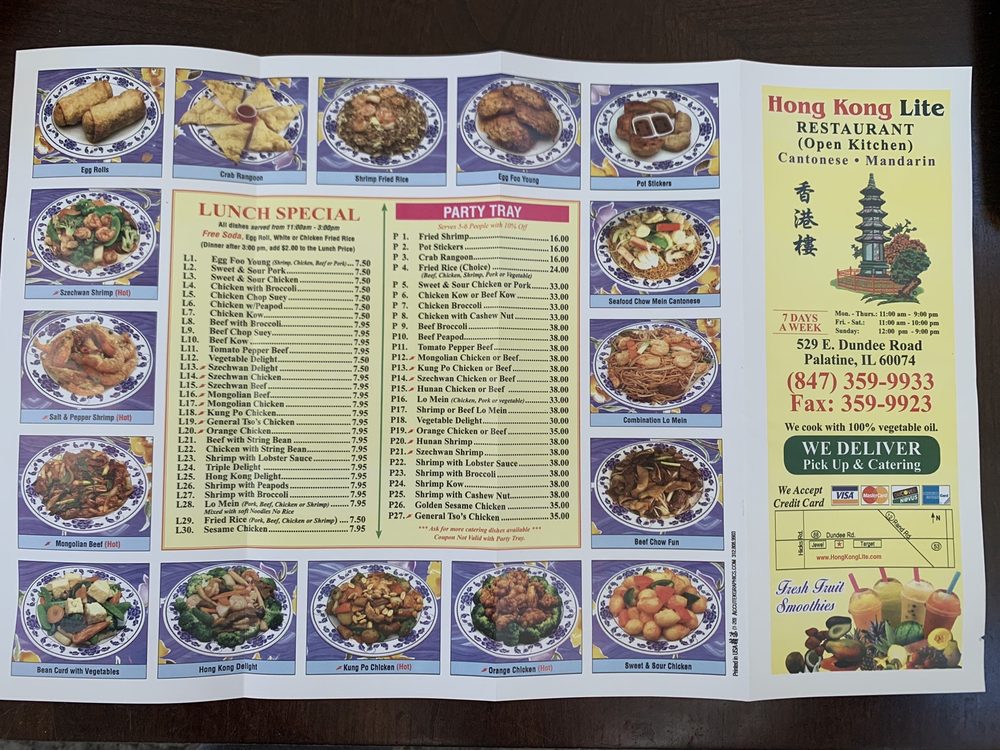 Egg Rolls
Crab Rangoon
Shrimp Fried Rice
Egg Foo Young
Pot Stickers
Szechwan Shrimp (Hot)
Salt & Pepper Shrimp (Hot)
Mongolian Beef (Hot)
LUNCH SPECIAL
All dishes served from 11:00am - 3:00pm
Free Soda, Egg Roll, White or Chicken Fried Rice
(Dinner after 3:00 pm, add $2.00 to the Lunch Price)
L1. Egg Foo Young (Shrimp, Chicken, Beef or Pork)... 7.50
L2. Sweet & Sour Pork 7.50
L3. Sweet & Sour Chicken 7.50
L4. Chicken with Broccoli 7.50
L5. Chicken Chop Suey 7.50
L6. Chicken w/Peapod 7.50
L7. Chicken Kow 7.50
L8. Beef with Broccoli 7.95
L9. Beef Chop Suey 7.95
L10. Beef Kow 7.95
L11. Tomato Pepper Beef 7.95
L12. Vegetable Delight 7.50
L13. Szechwan Delight 7.50
L14. Szechwan Chicken 7.95
L15. Szechwan Beef 7.95
L16. Mongolian Beef 7.95
L17. Mongolian Chicken 7.95
L18. Kung Po Chicken 7.95
L19. General Tso's Chicken 7.95
L20. Orange Chicken 7.95
L21. Beef with String Bean 7.95
L22. Chicken with String Bean 7.95
L23. Shrimp with Lobster Sauce 7.95
L24. Triple Delight 7.95
L25. Hong Kong Delight 7.95
L26. Shrimp with Peapods 7.95
L27. Shrimp with Broccoli 7.95
L28. Lo Mein (Pork, Beef, Chicken or Shrimp) 7.95
Mixed with soft Noodles No Rice
L29. Fried Rice (Pork, Beef, Chicken or Shrimp) .... 7.50
L30. Sesame Chicken 7.95
PARTY TRAY
Serves 5-6 People with 10% Off
P 1. Fried Shrimp 16.00
P 2. Pot Stickers 16.00
P 3. Crab Rangoon 16.00
P 4. Fried Rice (Choice) 24.00
(Beef, Chicken, Shrimp, Pork or Vegetable)
P 5. Sweet & Sour Chicken or Pork 33.00
P 6. Chicken Kow or Beef Kow 33.00
P 7. Chicken Broccoli 33.00
P 8. Chicken with Cashew Nut 33.00
P 9. Beef Broccoli 38.00
P10. Beef Peapod 38.00
P11. Tomato Pepper Beef 38.00
P12. Mongolian Chicken or Beef 38.00
P13. Kung Po Chicken or Beef 38.00
P14. Szechwan Chicken or Beef 38.00
P15. Hunan Chicken or Beef 38.00
P16. Lo Mein (Chicken, Pork or vegetable) 33.00
P17. Shrimp or Beef Lo Mein 38.00
P18. Vegetable Delight 30.00
P19. Orange Chicken or Beef 35.00
P20. Hunan Shrimp 38.00
P21. Szechwan Shrimp 38.00
P22. Shrimp with Lobster Sauce 38.00
P23. Shrimp with Broccoli 38.00
P24. Shrimp Kow 38.00
P25. Shrimp with Cashew Nut 38.00
P26. Golden Sesame Chicken 35.00
P27. General Tso's Chicken 35.00
*** Ask for more catering dishes available ***
Coupon Not Valid with Party Tray.
Seafood Chow Mein Cantonese
Combination Lo Mein
Beef Chow Fun
Bean Curd with Vegetables
Hong Kong Delight
Kung Po Chicken (Hot)
Orange Chicken (Hot)
Sweet & Sour Chicken
Hong Kong Lite
RESTAURANT
(Open Kitchen)
Cantonese • Mandarin
香港樓
7 DAYS
A WEEK
Mon. - Thurs.: 11:00 am - 9:00 pm
Fri. - Sat.: 11:00 am - 10:00 pm
Sunday: 12:00 pm - 9:00 pm
529 E. Dundee Road
Palatine, IL 60074
(847) 359-9933
Fax: 359-9923
We cook with 100% vegetable oil.
WE DELIVER
Pick Up & Catering
We Accept
Credit Card
VISA
MasterCard
N
Hicks Rd.
68
Dundee Rd.
Jewel
Target
53
www.HongKongLite.com
Fresh Fruit
Smoothies